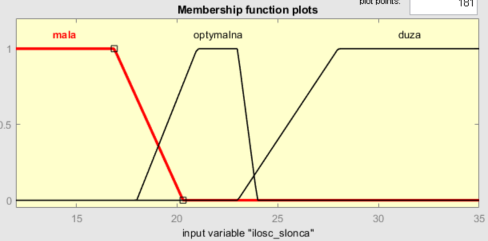 plot points:
181
Membership function plots
mala optymalna duza
1
0.5
0
15 20 25 30 35
input variable "ilosc_slonca"